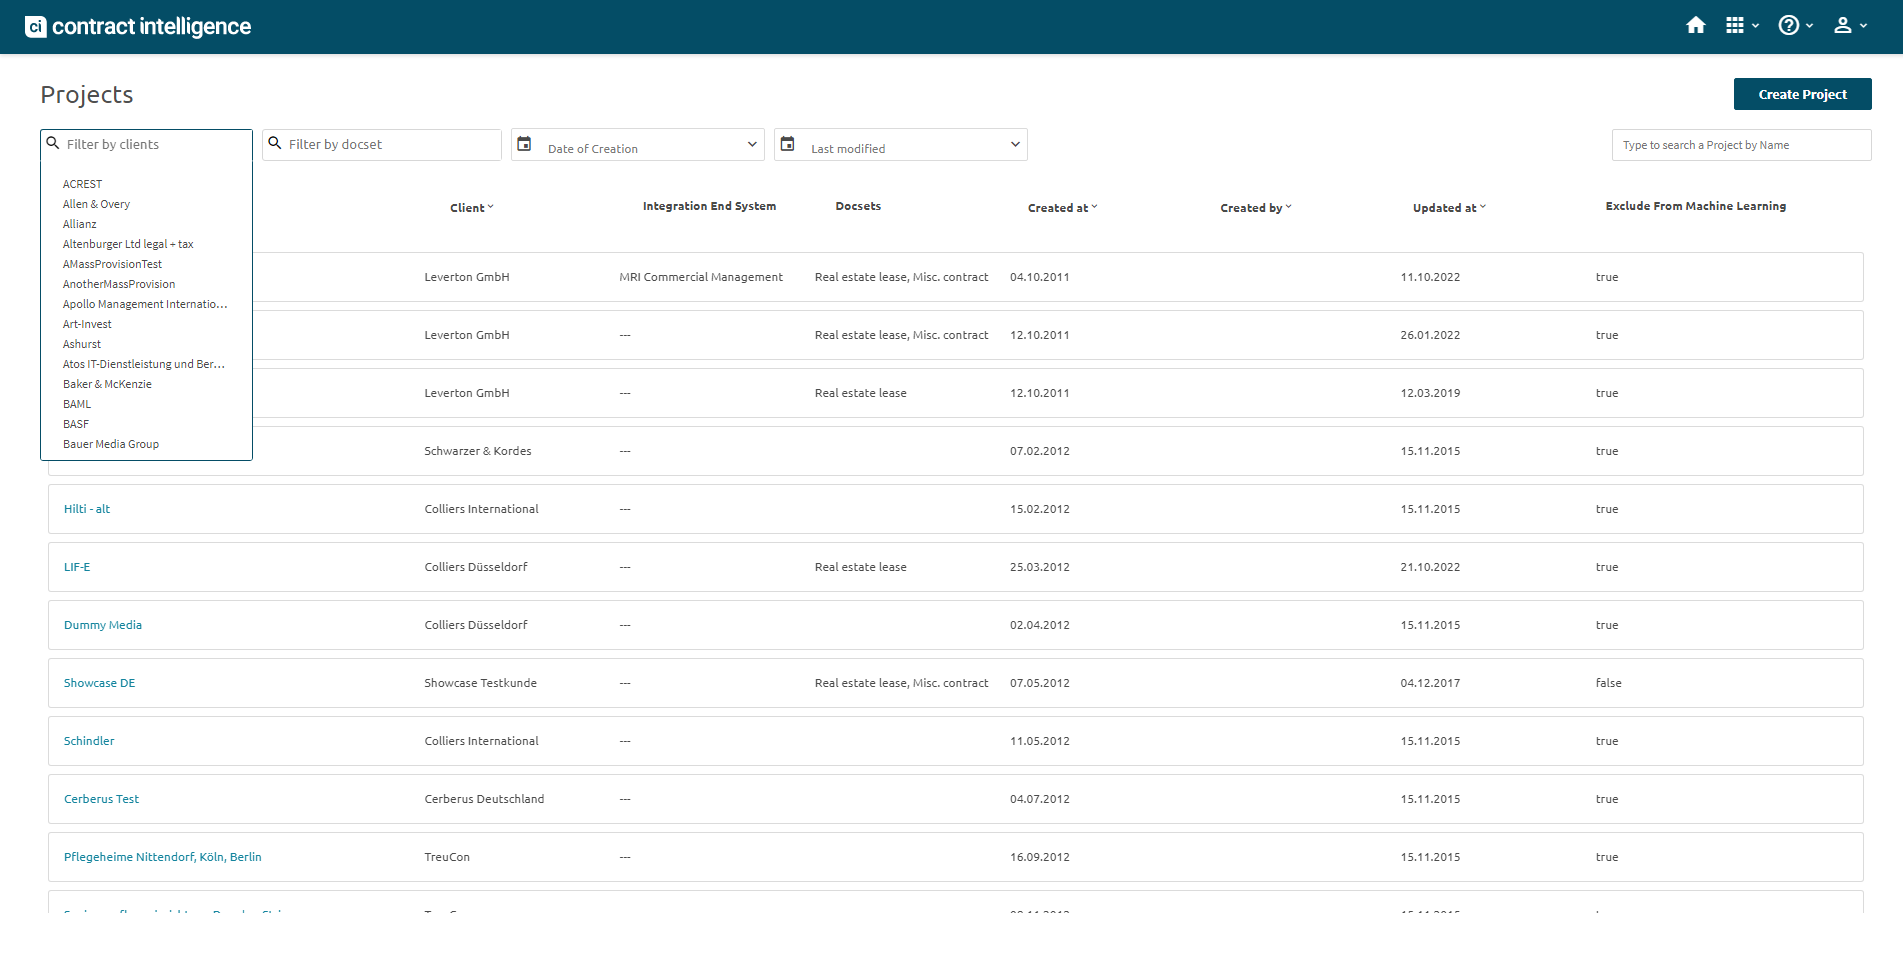 ci contract intelligence
Projects
Create Project
Filter by clients
Filter by docset
Date of Creation
Last modified
Type to search a Project by Name
ACREST
Allen & Overy
Allianz
Altenburger Ltd legal + tax
AMassProvisionTest
AnotherMassProvision
Apollo Management Internatio...
Art-Invest
Ashurst
Atos IT-Dienstleistung und Ber...
Baker & McKenzie
BAML
BASF
Bauer Media Group
Client Integration End System Docsets Created at Created by Updated at Exclude From Machine Learning
Leverton GmbH MRI Commercial Management Real estate lease, Misc. contract 04.10.2011 11.10.2022 true
Leverton GmbH --- Real estate lease, Misc. contract 12.10.2011 26.01.2022 true
Leverton GmbH --- Real estate lease 12.10.2011 12.03.2019 true
Schwarzer & Kordes --- 07.02.2012 15.11.2015 true
Hilti - alt Colliers International --- 15.02.2012 15.11.2015 true
LIF-E Colliers Düsseldorf --- Real estate lease 25.03.2012 21.10.2022 true
Dummy Media Colliers Düsseldorf --- 02.04.2012 15.11.2015 true
Showcase DE Showcase Testkunde --- Real estate lease, Misc. contract 07.05.2012 04.12.2017 false
Schindler Colliers International --- 11.05.2012 15.11.2015 true
Cerberus Test Cerberus Deutschland --- 04.07.2012 15.11.2015 true
Pflegeheime Nittendorf, Köln, Berlin TreuCon --- 16.09.2012 15.11.2015 true